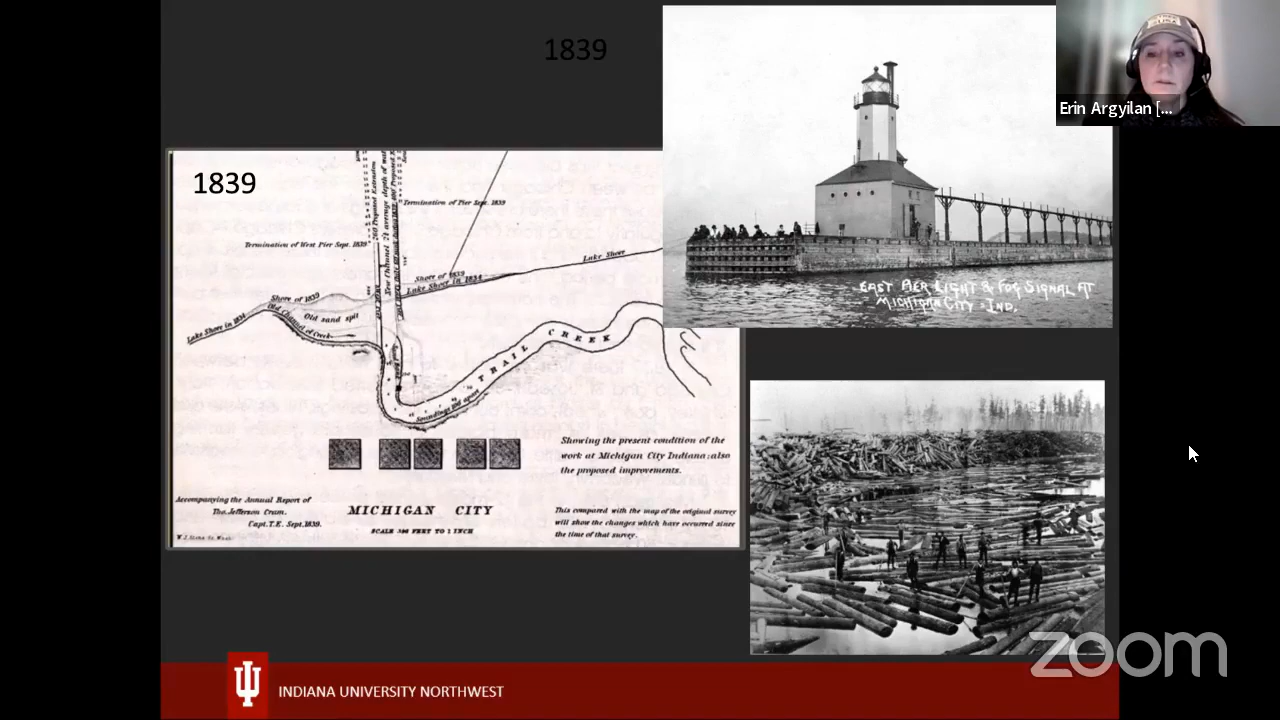 1839
Erin Argyilan [...
1839
Termination of Pier Sept. 1839
Termination of West Pier Sept. 1839
Lake Shore
Shore of 1839
Lake Shore in 1834
Shore of 1839
Old sand spit
Old Channel of Creek
Lake Shore in 1834
TRAIL CREEK
Soundings
Showing the present condition of the
work at Michigan City Indiana: also
the proposed improvements.
Accompanying the Annual Report of
Tho. Jefferson Cram.
Capt. T.E. Sept. 1839.
MICHIGAN CITY
SCALE 300 FEET TO 1 INCH
This compared with the map of the original survey
will show the changes which have occurred since
the time of that survey.
EAST PIER LIGHT & FOG SIGNAL AT
MICHIGAN CITY - IND.
zoom
INDIANA UNIVERSITY NORTHWEST